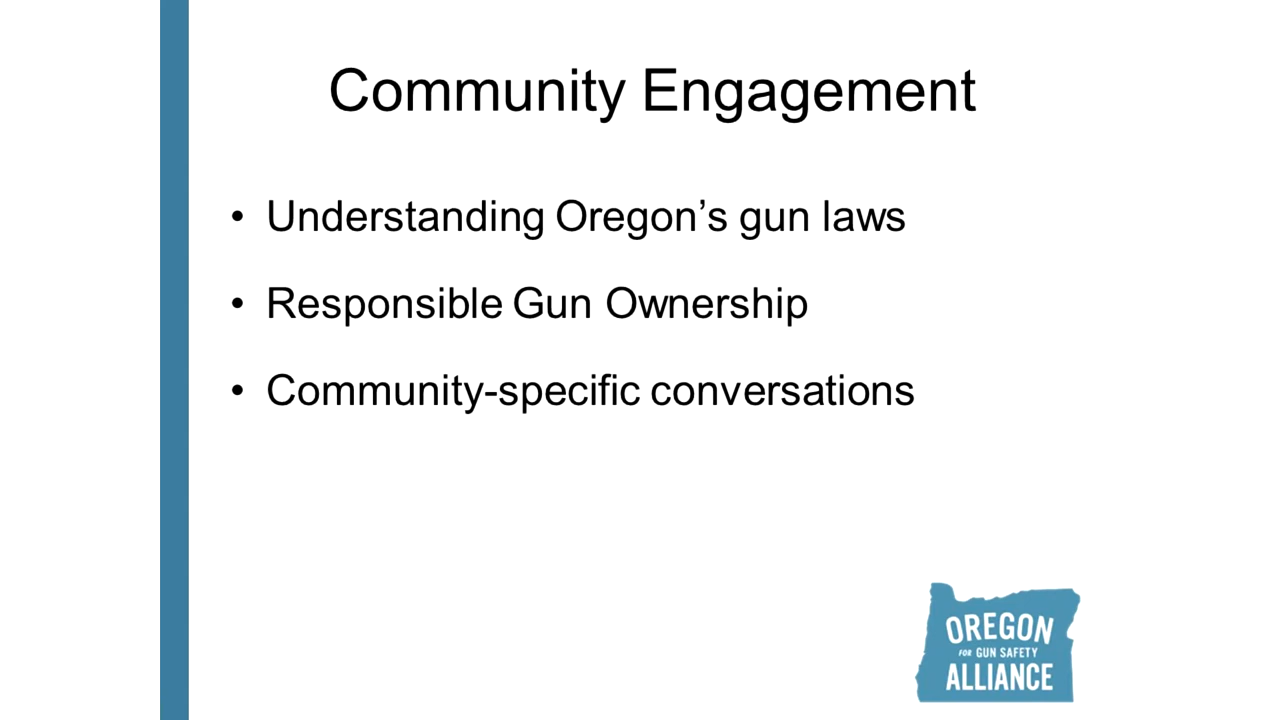 Community Engagement
• Understanding Oregon’s gun laws
• Responsible Gun Ownership
• Community-specific conversations
OREGON
FOR GUN SAFETY
ALLIANCE